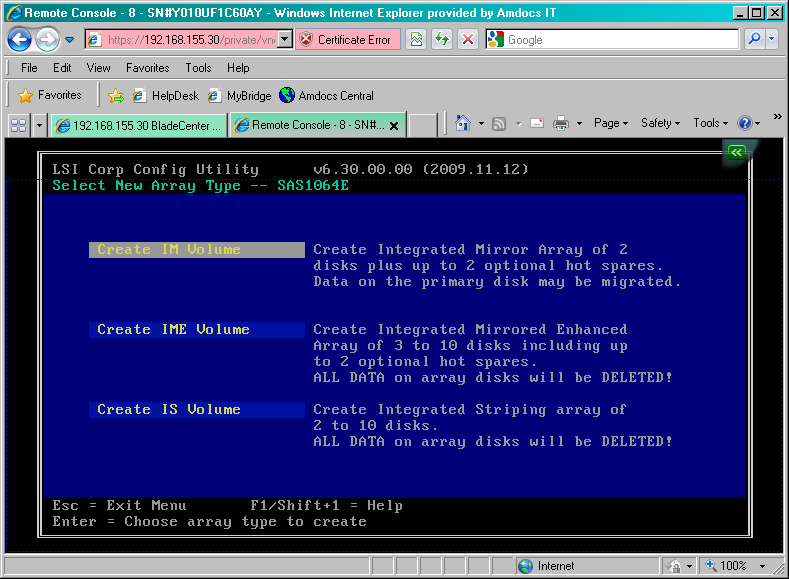 Remote Console - 8 - SN#Y010UF1C60AY - Windows Internet Explorer provided by Amdocs IT
https://192.168.155.30/private/vn Certificate Error Google
File Edit View Favorites Tools Help
Favorites HelpDesk MyBridge Amdocs Central
192.168.155.30 BladeCenter ... Remote Console - 8 - SN#... Page Safety Tools
LSI Corp Config Utility v6.30.00.00 (2009.11.12)
Select New Array Type -- SAS1064E
Create IM Volume Create Integrated Mirror Array of 2
disks plus up to 2 optional hot spares.
Data on the primary disk may be migrated.
Create IME Volume Create Integrated Mirrored Enhanced
Array of 3 to 10 disks including up
to 2 optional hot spares.
ALL DATA on array disks will be DELETED!
Create IS Volume Create Integrated Striping array of
2 to 10 disks.
ALL DATA on array disks will be DELETED!
Esc = Exit Menu F1/Shift+1 = Help
Enter = Choose array type to create
Internet 100%